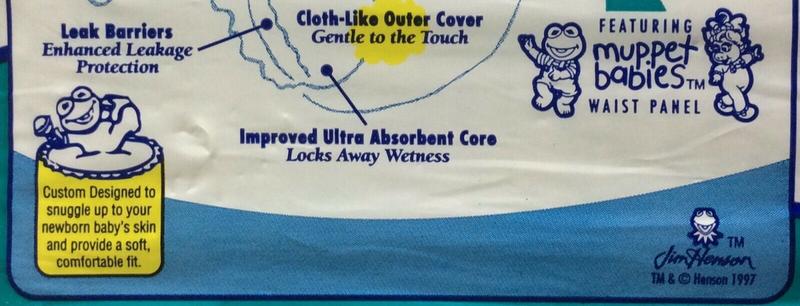 Leak Barriers
Enhanced Leakage
Protection
Cloth-Like Outer Cover
Gentle to the Touch
FEATURING
muppet
babies™
WAIST PANEL
Improved Ultra Absorbent Core
Locks Away Wetness
Custom Designed to
snuggle up to your
newborn baby's skin
and provide a soft,
comfortable fit.
TM
Jim Henson
TM & © Henson 1997